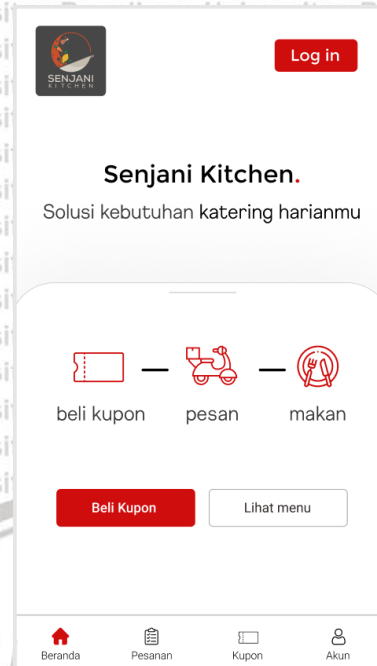 SENJANI
KITCHEN
Log in
Senjani Kitchen.
Solusi kebutuhan katering harianmu
beli kupon
pesan
makan
Beli Kupon
Lihat menu
Beranda
Pesanan
Kupon
Akun